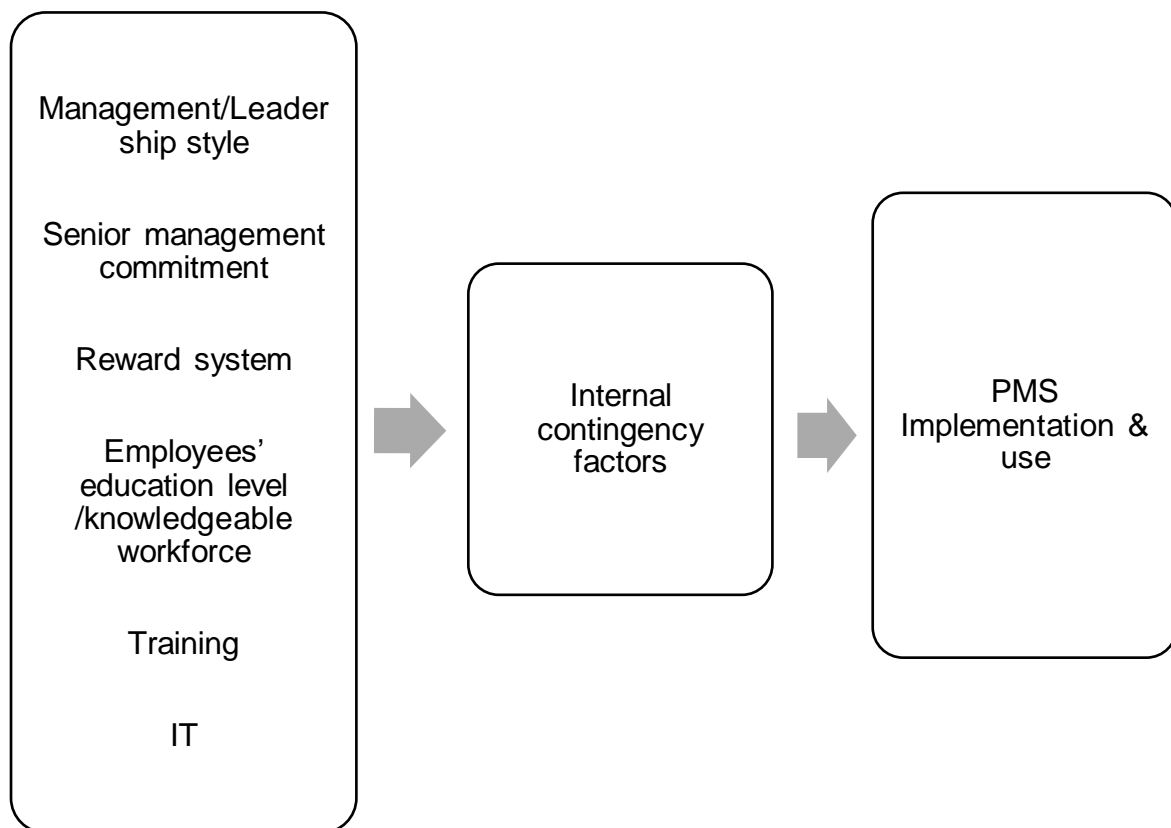 Management/Leader
ship style
Senior management
commitment
Reward system
Employees’
education level
/knowledgeable
workforce
Training
IT
Internal
contingency
factors
PMS
Implementation &
use